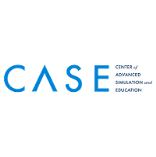 CASE
CENTER of
ADVANCED
SIMULATION and
EDUCATION